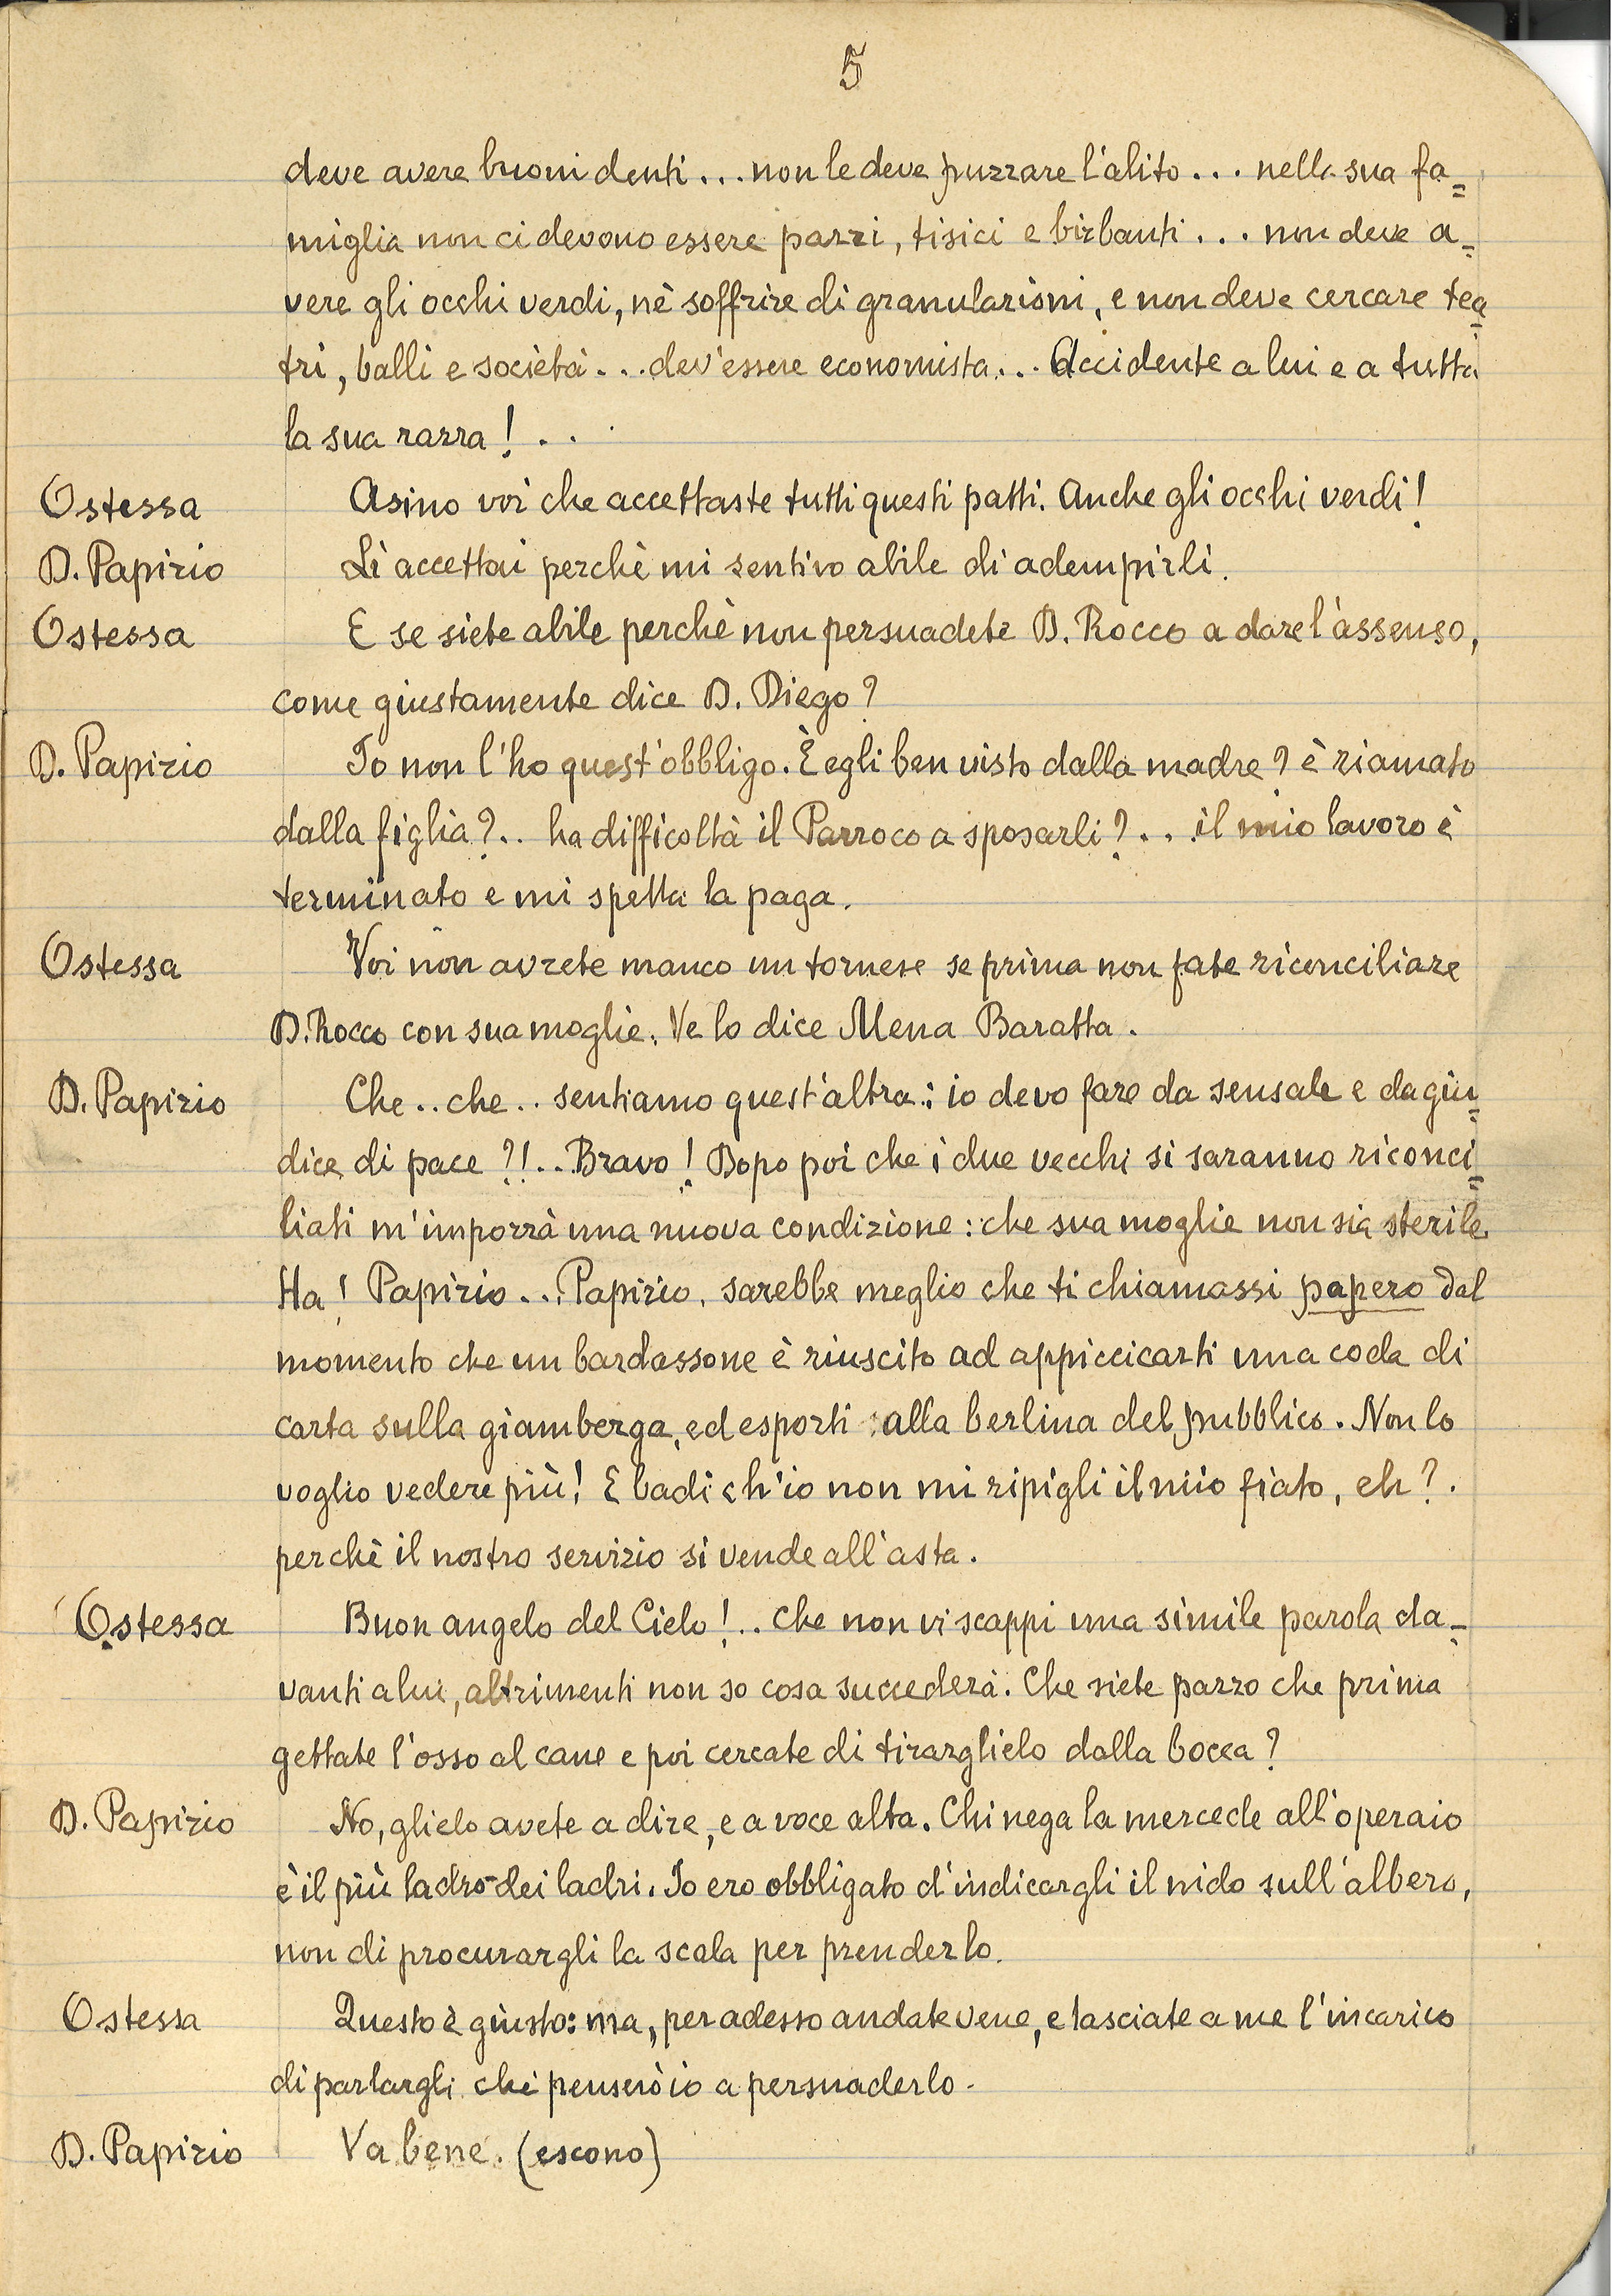 5
deve avere buoni denti... non le deve puzzare l'alito... nella sua fa=
miglia non ci devono essere pazzi, tisici e birbanti... non deve a=
vere gli occhi verdi, nè soffrire di granulazioni, e non deve cercare tea=
tri, balli e società... dev'essere economista... Accidente a lui e a tutta
la sua razza!..
Ostessa Asino voi che accettaste tutti questi patti. Anche gli occhi verdi!
D. Papirio Li accettai perchè mi sentivo abile di adempirli.
Ostessa E se siete abile perchè non persuadete D. Rocco a dare l'assenso,
come giustamente dice D. Diego?
D. Papirio Io non l'ho quest'obbligo. È egli ben visto dalla madre? è riamato
dalla figlia?.. ha difficoltà il Parroco a sposarli?... il mio lavoro è
terminato e mi spetta la paga.
Ostessa Voi non avrete manco un tornese se prima non fate riconciliare
D. Rocco con sua moglie. Ve lo dice Mena Baratta.
D. Papirio Che.. che.. sentiamo quest'altra: io devo fare da sensale e da giu=
dice di pace?!.. Bravo! Dopo poi che i due vecchi si saranno riconci=
liati m'imporrà una nuova condizione: che sua moglie non sia sterile.
Ha! Papirio... Papirio, sarebbe meglio che ti chiamassi papero dal
momento che un bardassone è riuscito ad appiccicarti una coda di
carta sulla giamberga, ed esporti alla berlina del pubblico. Non lo
voglio vedere più! E badi ch'io non mi ripigli il mio fiato, eh?.
perchè il nostro servizio si vende all'asta.
Ostessa Buon angelo del Cielo!.. che non vi scappi una simile parola da=
vanti a lui, altrimenti non so cosa succederà. Che siete pazzo che prima
gettate l'osso al cane e poi cercate di tirarglielo dalla bocca?
D. Papirio No, glielo avete a dire, e a voce alta. Chi nega la mercede all'operaio
è il più ladro dei ladri. Io ero obbligato d'indicargli il nido sull'albero,
non di procurargli la scala per prenderlo.
Ostessa Questo è giusto: ma, per adesso andatevene, e lasciate a me l'incarico
di parlargli chè penserò io a persuaderlo.
D. Papirio Va bene. (escono)